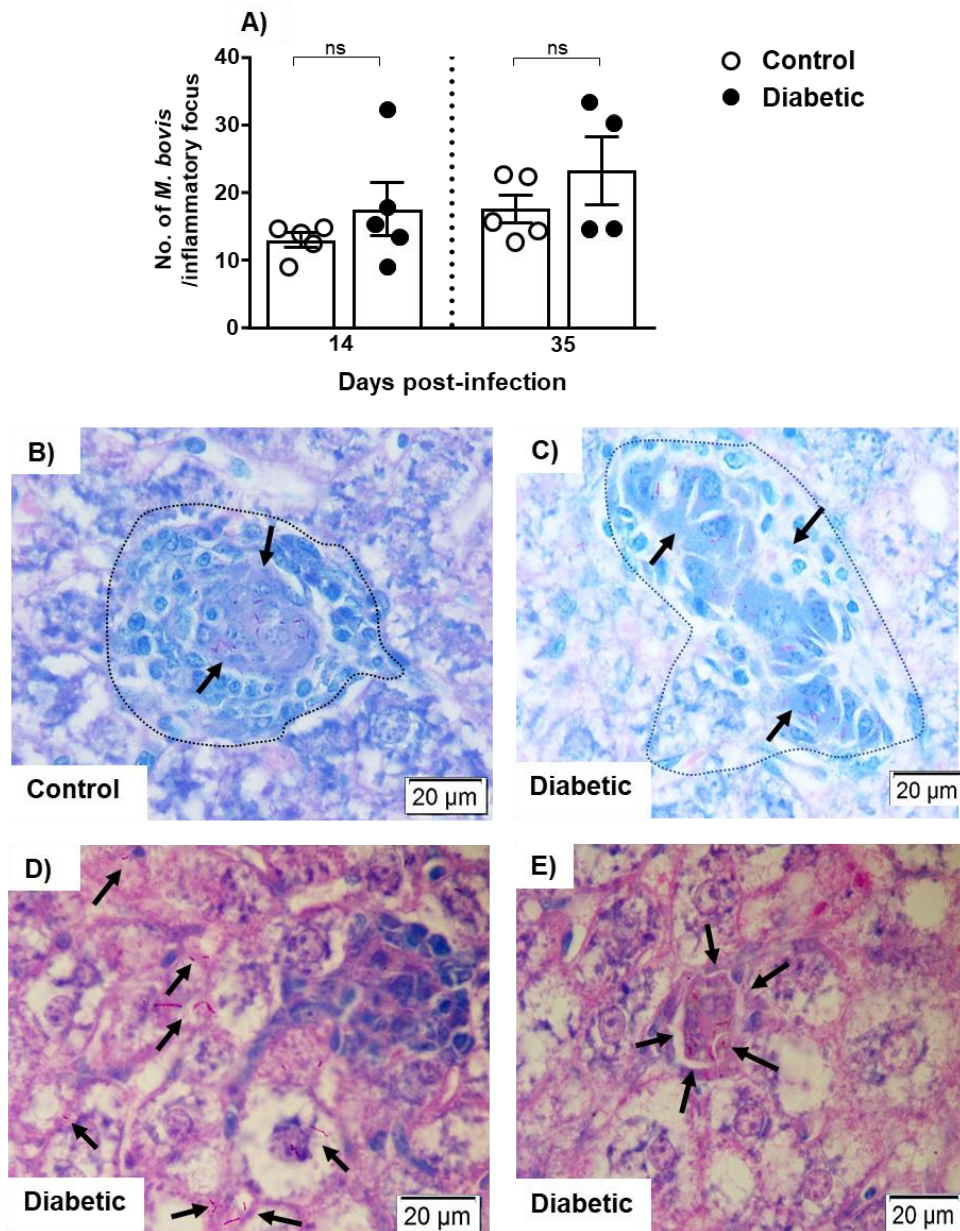 A)
ns
ns
Control
Diabetic
No. of M. bovis
/inflammatory focus
40
30
20
10
0
14
35
Days post-infection
B)
Control
20 µm
C)
Diabetic
20 µm
D)
Diabetic
20 µm
E)
Diabetic
20 µm